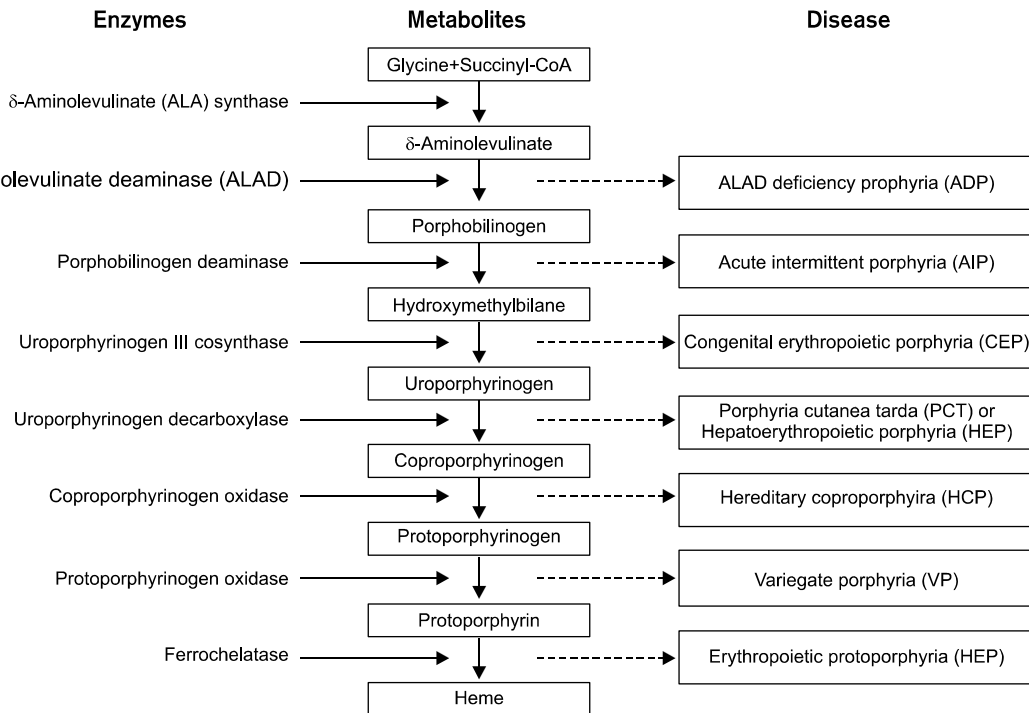 Enzymes Metabolites Disease
Glycine+Succinyl-CoA
δ-Aminolevulinate (ALA) synthase
δ-Aminolevulinate
olevulinate deaminase (ALAD)
ALAD deficiency prophyria (ADP)
Porphobilinogen
Porphobilinogen deaminase
Acute intermittent porphyria (AIP)
Hydroxymethylbilane
Uroporphyrinogen III cosynthase
Congenital erythropoietic porphyria (CEP)
Uroporphyrinogen
Uroporphyrinogen decarboxylase
Porphyria cutanea tarda (PCT) or
Hepatoerythropoietic porphyria (HEP)
Coproporphyrinogen
Coproporphyrinogen oxidase
Hereditary coproporphyira (HCP)
Protoporphyrinogen
Protoporphyrinogen oxidase
Variegate porphyria (VP)
Protoporphyrin
Ferrochelatase
Erythropoietic protoporphyria (HEP)
Heme